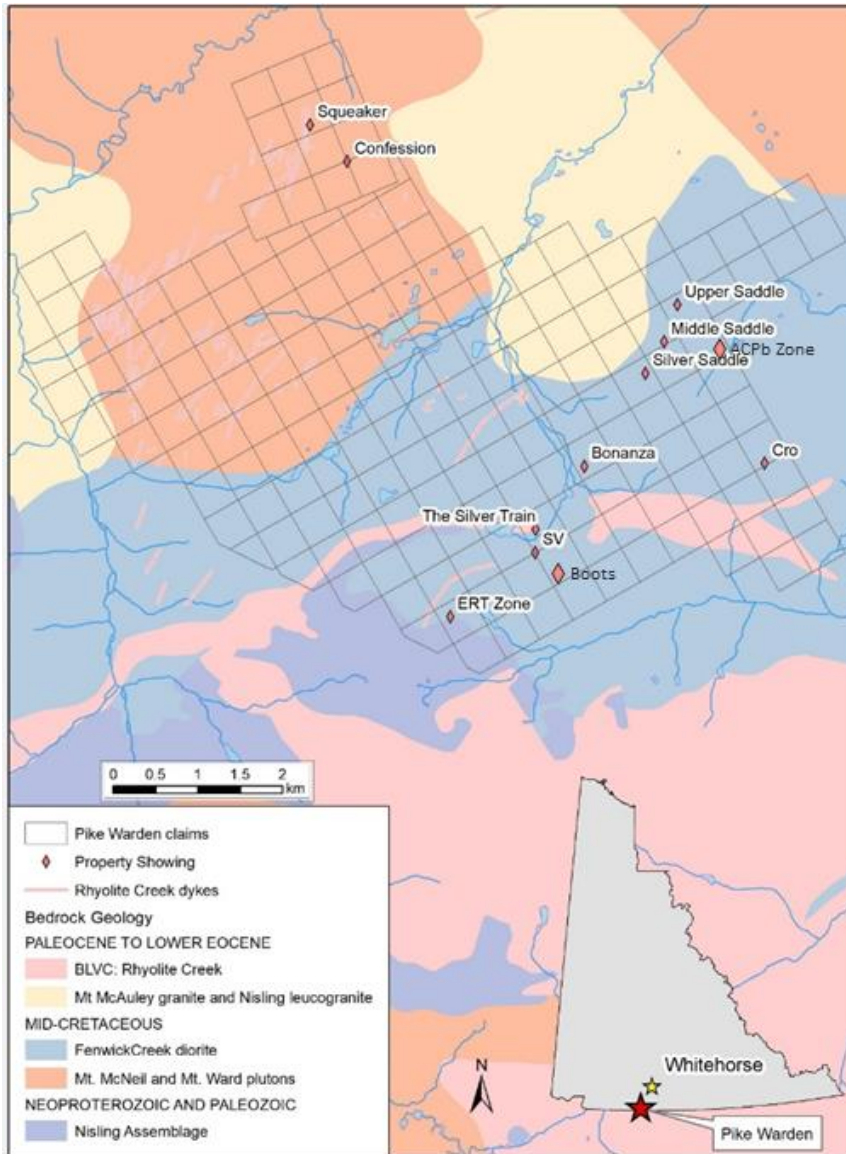 Squeaker
Confession
Upper Saddle
Middle Saddle
ACPb Zone
Silver Saddle
Bonanza
Cro
The Silver Train
SV
Boots
ERT Zone
0 0.5 1 1.5 2
km
Pike Warden claims
Property Showing
Rhyolite Creek dykes
Bedrock Geology
PALEOCENE TO LOWER EOCENE
BLVC: Rhyolite Creek
Mt McAuley granite and Nisling leucogranite
MID-CRETACEOUS
FenwickCreek diorite
Mt. McNeil and Mt. Ward plutons
NEOPROTEROZOIC AND PALEOZOIC
Nisling Assemblage
N
Whitehorse
Pike Warden